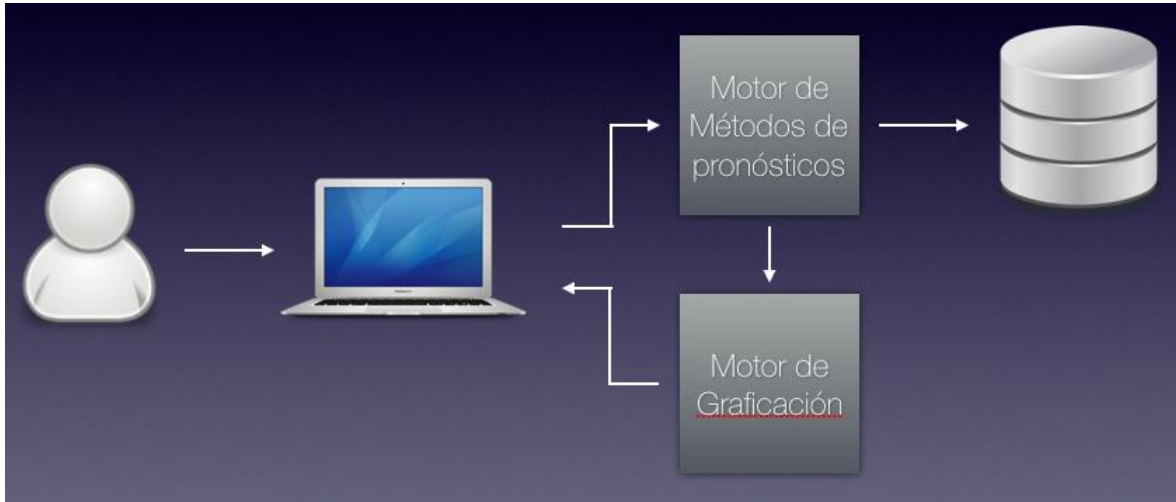 Motor de
Métodos de
pronósticos
Motor de
Graficación